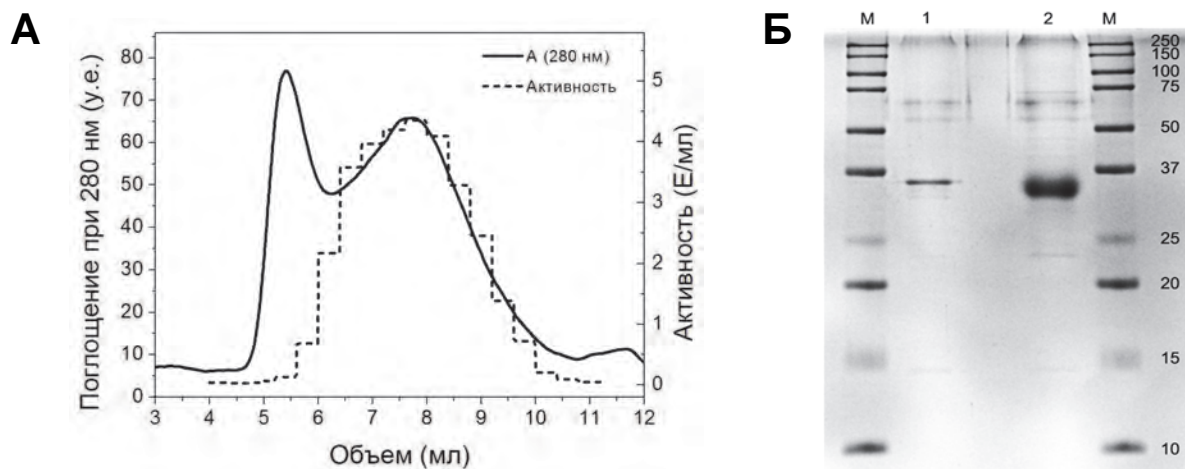 А
Поглощение при 280 нм (у.е.)
80
70
60
50
40
30
20
10
0
А (280 нм)
Активность
5
4
3
2
1
0
Активность (Е/мл)
3 4 5 6 7 8 9 10 11 12
Объем (мл)
Б
М 1 2 М
250
150
100
75
50
37
25
20
15
10